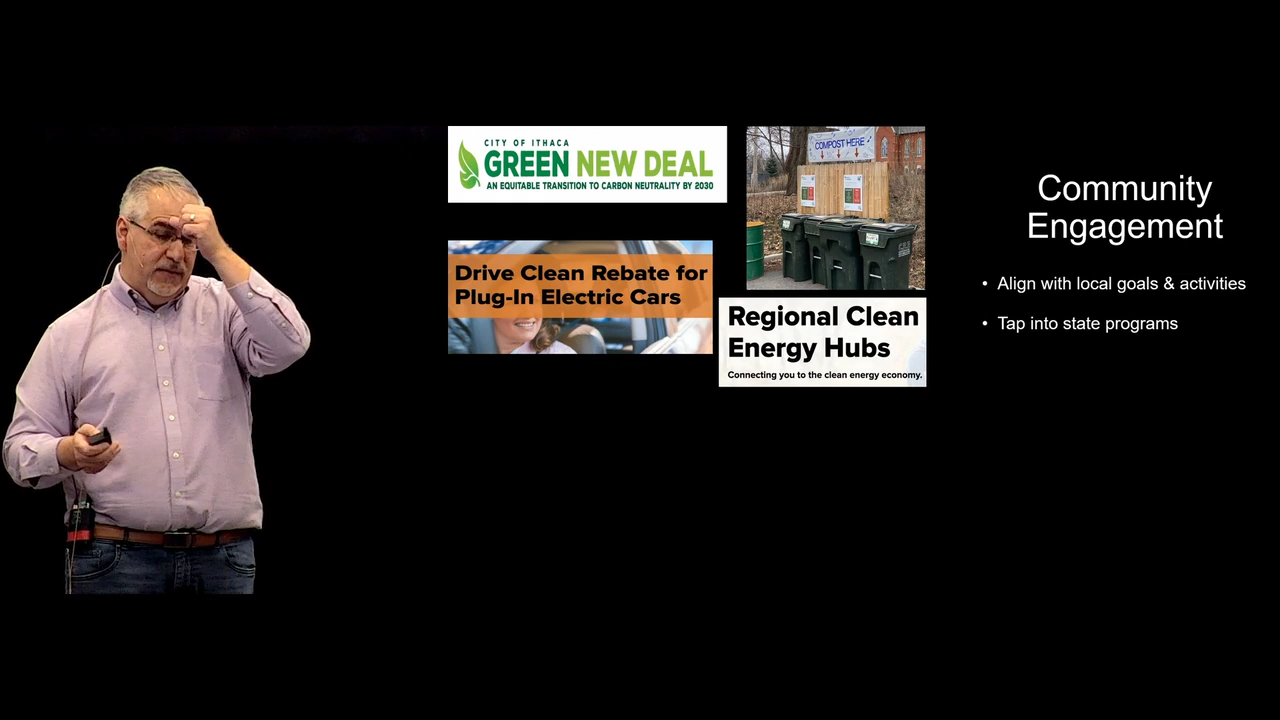 CITY OF ITHACA
GREEN NEW DEAL
AN EQUITABLE TRANSITION TO CARBON NEUTRALITY BY 2030
Drive Clean Rebate for
Plug-In Electric Cars
COMPOST HERE
Regional Clean
Energy Hubs
Connecting you to the clean energy economy.
Community
Engagement
• Align with local goals & activities
• Tap into state programs